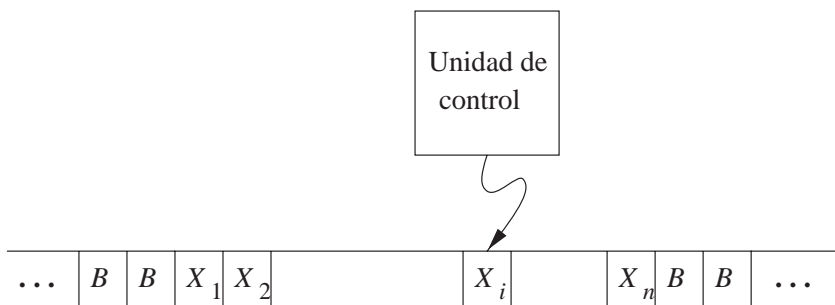 Unidad de
control
... B B X1 X2 Xi Xn B B ...